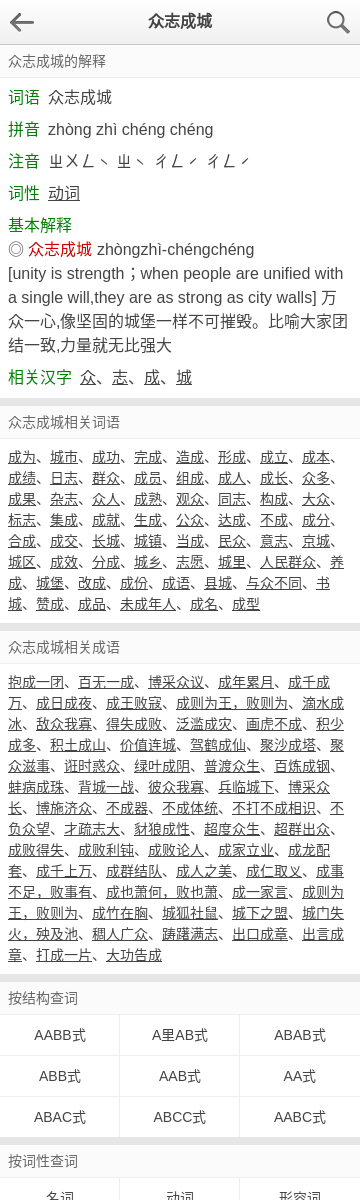 众志成城
众志成城的解释
词语 众志成城
拼音 zhòng zhì chéng chéng
注音 ㄓㄨㄥˋ ㄓˋ ㄔㄥˊ ㄔㄥˊ
词性 动词
基本解释
◎ 众志成城 zhòngzhì-chéngchéng
[unity is strength；when people are unified with
a single will,they are as strong as city walls] 万
众一心,像坚固的城堡一样不可摧毁。比喻大家团
结一致,力量就无比强大
相关汉字 众、志、成、城
众志成城相关词语
成为、城市、成功、完成、造成、形成、成立、成本、
成绩、日志、群众、成员、组成、成人、成长、众多、
成果、杂志、众人、成熟、观众、同志、构成、大众、
标志、集成、成就、生成、公众、达成、不成、成分、
合成、成交、长城、城镇、当成、民众、意志、京城、
城区、成效、分成、城乡、志愿、城里、人民群众、养
成、城堡、改成、成份、成语、县城、与众不同、书
城、赞成、成品、未成年人、成名、成型
众志成城相关成语
抱成一团、百无一成、博采众议、成年累月、成千成
万、成日成夜、成王败寇、成则为王，败则为、滴水成
冰、敌众我寡、得失成败、泛滥成灾、画虎不成、积少
成多、积土成山、价值连城、驾鹤成仙、聚沙成塔、聚
众滋事、诳时惑众、绿叶成阴、普渡众生、百炼成钢、
蚌病成珠、背城一战、彼众我寡、兵临城下、博采众
长、博施济众、不成器、不成体统、不打不成相识、不
负众望、才疏志大、豺狼成性、超度众生、超群出众、
成败得失、成败利钝、成败论人、成家立业、成龙配
套、成千上万、成群结队、成人之美、成仁取义、成事
不足，败事有、成也萧何，败也萧、成一家言、成则为
王，败则为、成竹在胸、城狐社鼠、城下之盟、城门失
火，殃及池、稠人广众、踌躇满志、出口成章、出言成
章、打成一片、大功告成
按结构查词
AABB式 A里AB式 ABAB式
ABB式 AAB式 AA式
ABAC式 ABCC式 AABC式
按词性查词
名词 动词 形容词